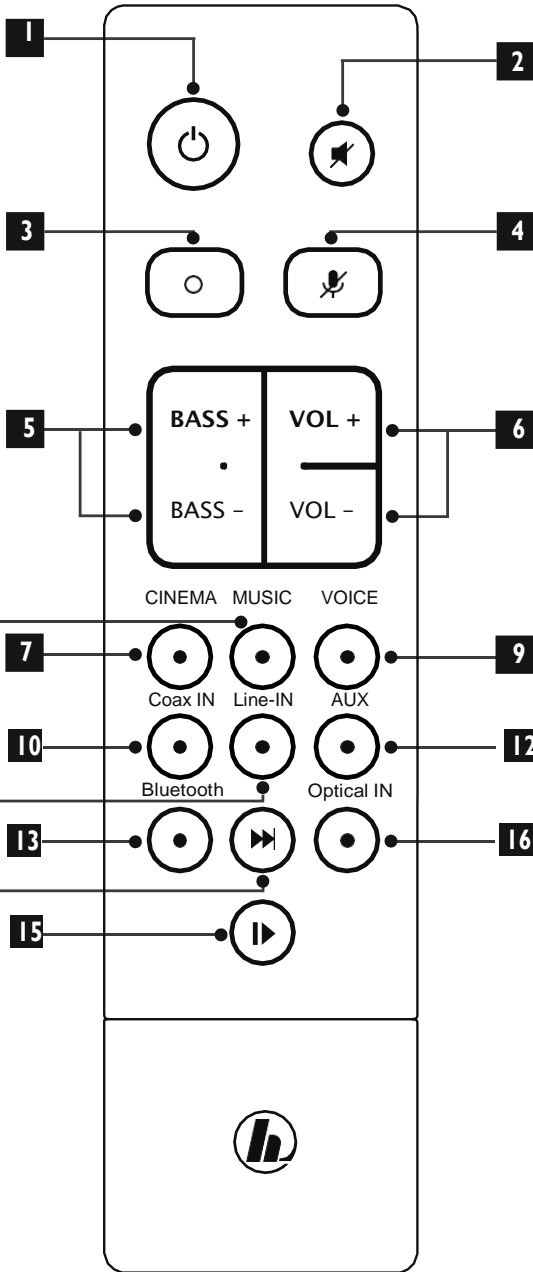 1
2
3
4
5
BASS +
VOL +
6
BASS –
VOL –
CINEMA MUSIC VOICE
7
9
Coax IN Line-IN AUX
10
12
Bluetooth Optical IN
13
16
15